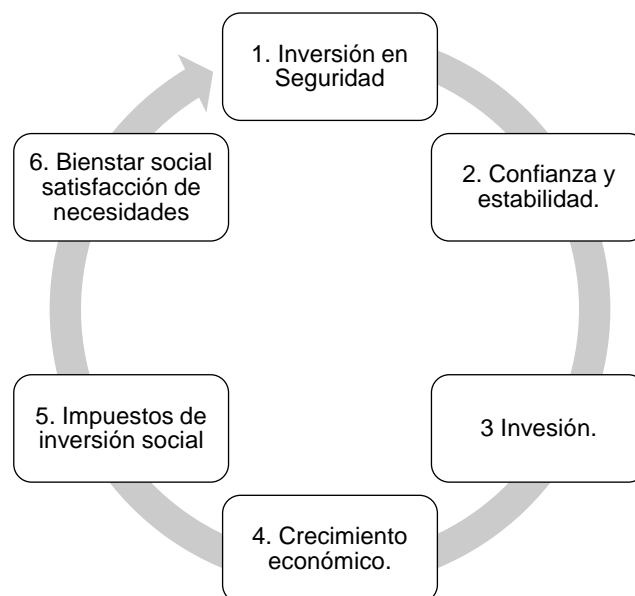 1. Inversión en
Seguridad
2. Confianza y
estabilidad.
3 Invesión.
4. Crecimiento
económico.
5. Impuestos de
inversión social
6. Bienstar social
satisfacción de
necesidades